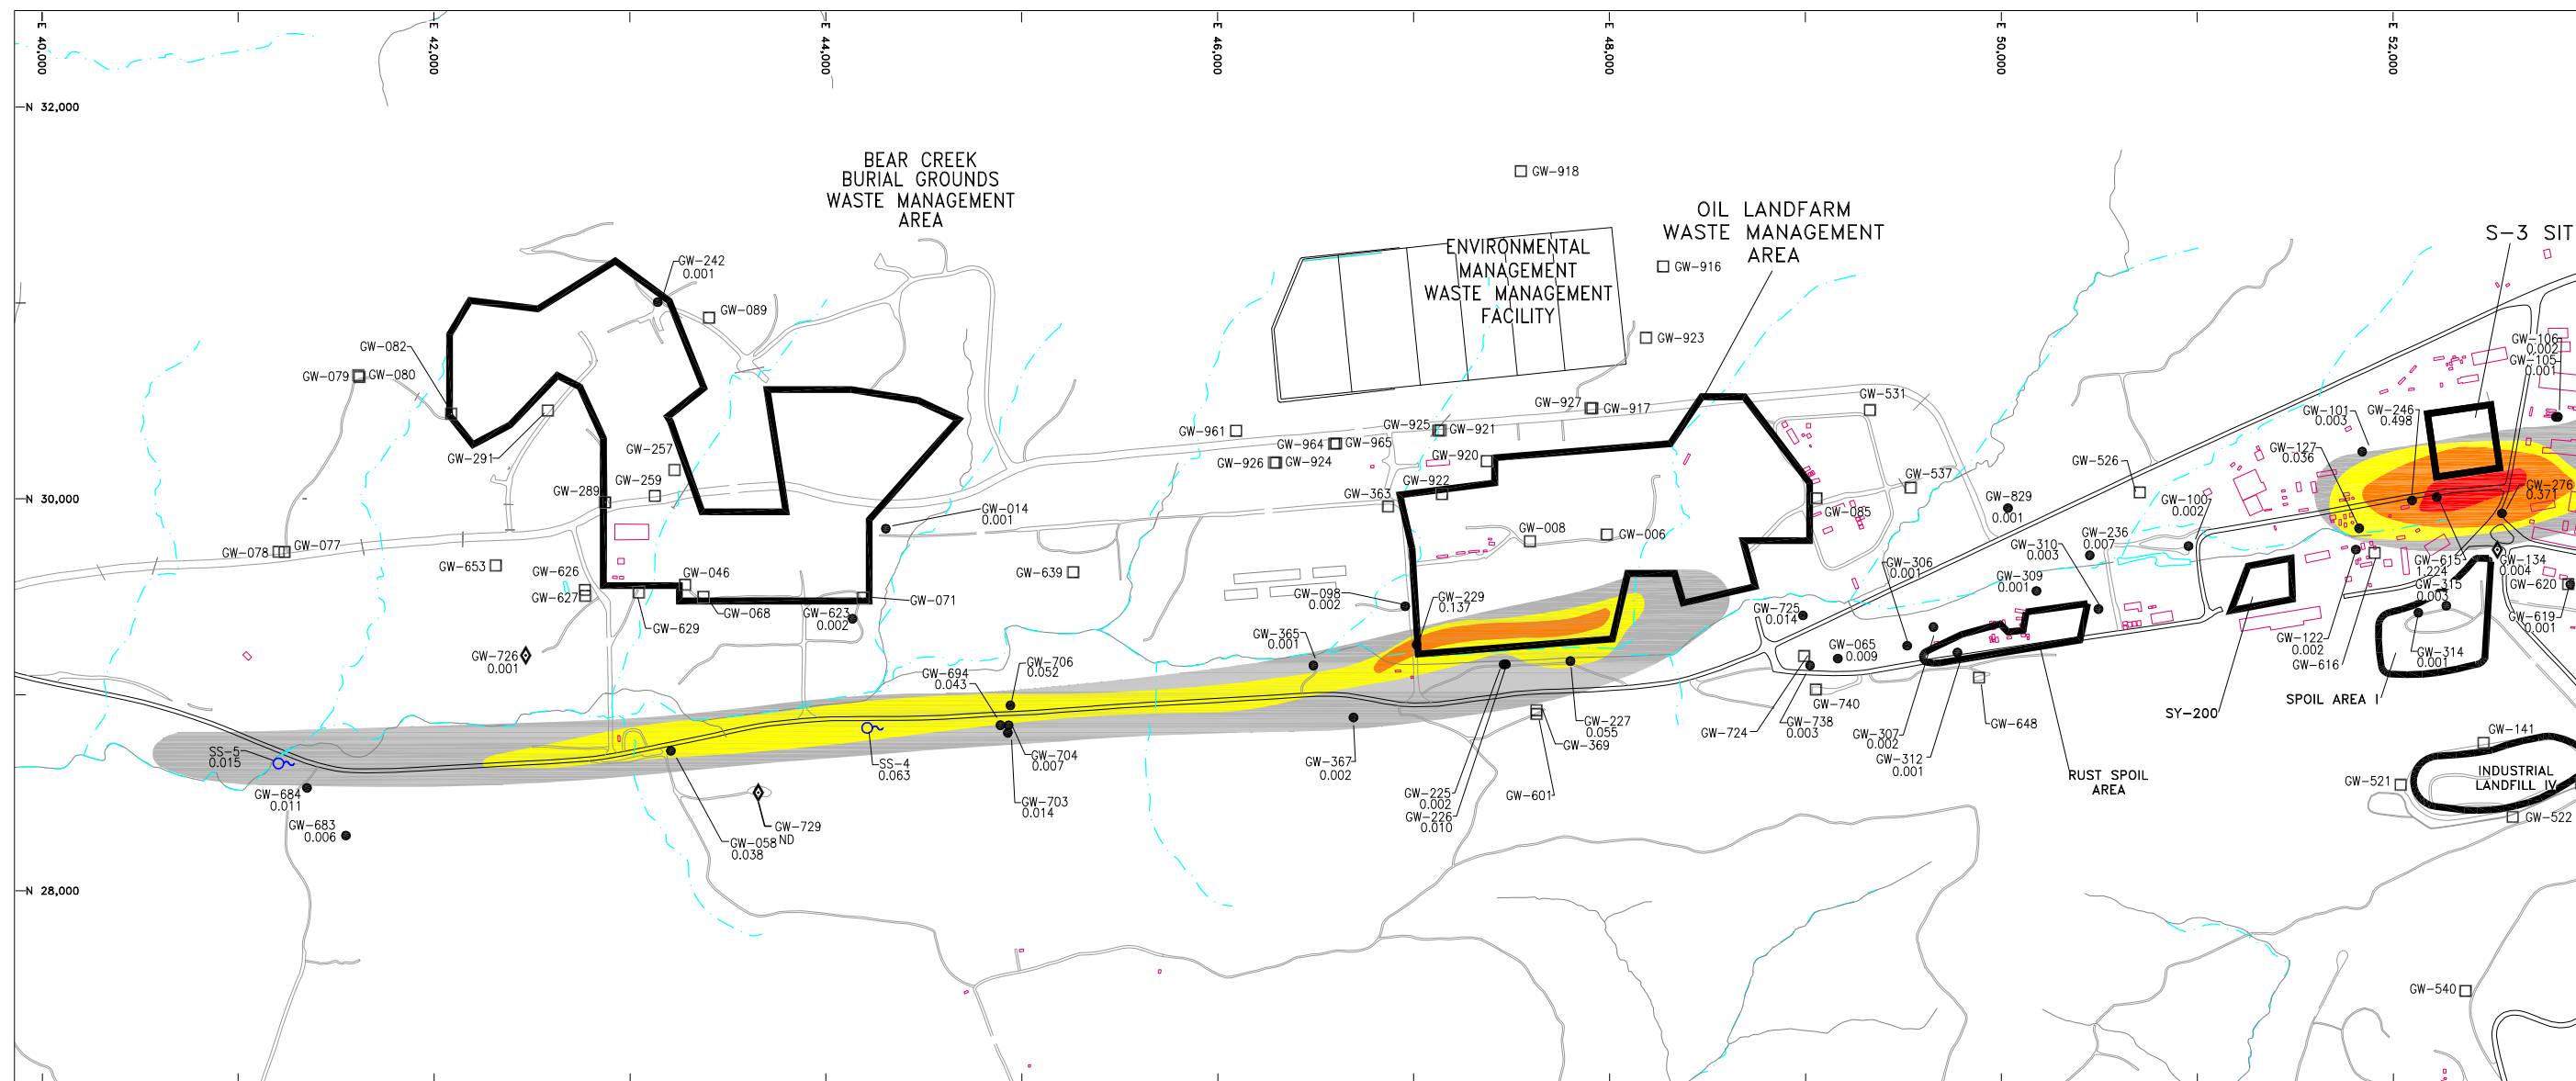 E 40,000
E 42,000
E 44,000
E 46,000
E 48,000
E 50,000
E 52,000
N 32,000
N 30,000
N 28,000
BEAR CREEK
BURIAL GROUNDS
WASTE MANAGEMENT
AREA
GW-918
OIL LANDFARM
WASTE MANAGEMENT
AREA
S-3 SIT
ENVIRONMENTAL
MANAGEMENT
WASTE MANAGEMENT
FACILITY
GW-916
GW-242
0.001
GW-089
GW-923
GW-082
GW-079
GW-080
GW-106
0.002
GW-105
0.001
GW-927
GW-917
GW-531
GW-101
0.003
GW-246
0.498
GW-961
GW-925
GW-921
GW-964
GW-965
GW-127
0.036
GW-291
GW-257
GW-926
GW-924
GW-920
GW-526
GW-259
GW-922
GW-537
GW-289
GW-363
GW-276
0.371
GW-014
0.001
GW-085
GW-829
0.001
GW-100
0.002
GW-008
GW-006
GW-236
0.007
GW-310
0.003
GW-078
GW-077
GW-653
GW-626
GW-627
GW-046
GW-639
GW-306
0.001
GW-309
0.001
GW-615
1.224
GW-134
0.004
GW-315
0.003
GW-620
GW-098
0.002
GW-229
0.137
GW-068
GW-623
0.002
GW-071
GW-629
GW-725
0.014
GW-619
0.001
GW-122
0.002
GW-616
GW-365
0.001
GW-065
0.009
GW-314
0.001
GW-726
0.001
GW-706
0.052
GW-694
0.043
GW-740
SPOIL AREA I
SY-200
GW-227
0.055
GW-369
GW-738
0.003
GW-724
GW-648
GW-307
0.002
GW-312
0.001
GW-141
SS-5
0.015
GW-704
0.007
SS-4
0.063
GW-367
0.002
RUST SPOIL
AREA
INDUSTRIAL
LANDFILL IV
GW-521
GW-684
0.011
GW-703
0.014
GW-225
0.002
GW-226
0.010
GW-601
GW-522
GW-683
0.006
GW-729
ND
GW-058
0.038
GW-540